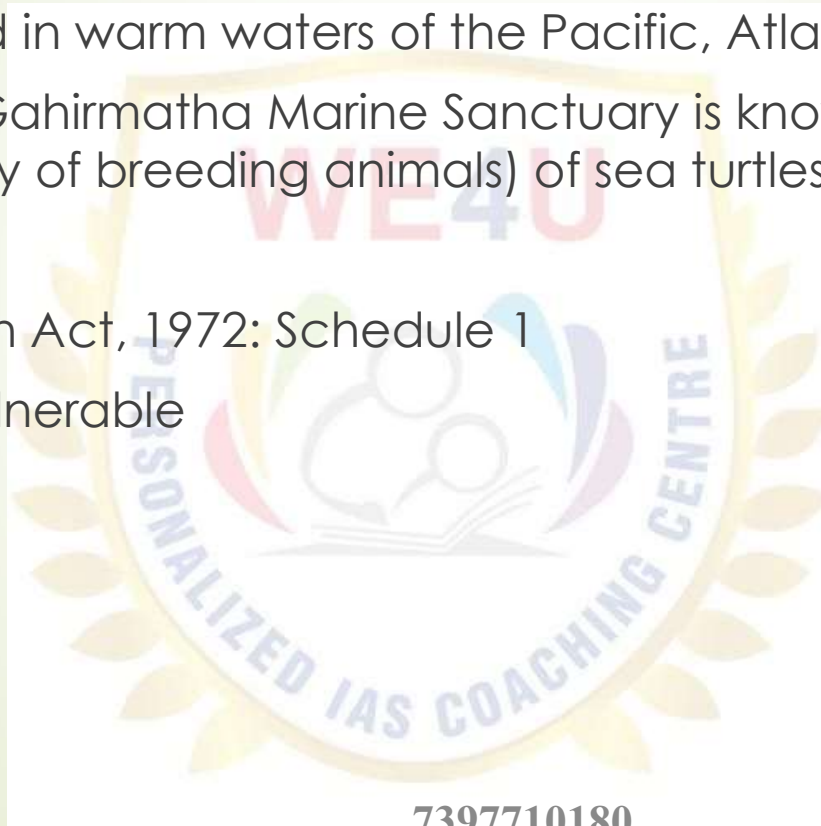 d in warm waters of the Pacific, Atla
Gahirmatha Marine Sanctuary is kno
y of breeding animals) of sea turtles
WE4U
n Act, 1972: Schedule 1
lnerable
PERSONALIZED IAS COACHING CENTRE
7397710180